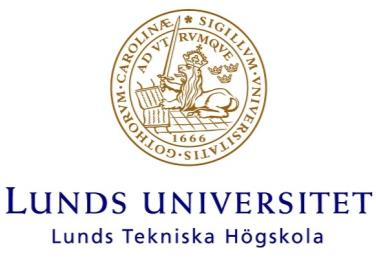 SIGILLVM·VNIVERSITATIS·GOTHORVM·CAROLINÆ
AD VTRVMQVE
1666
LUNDS UNIVERSITET
Lunds Tekniska Högskola